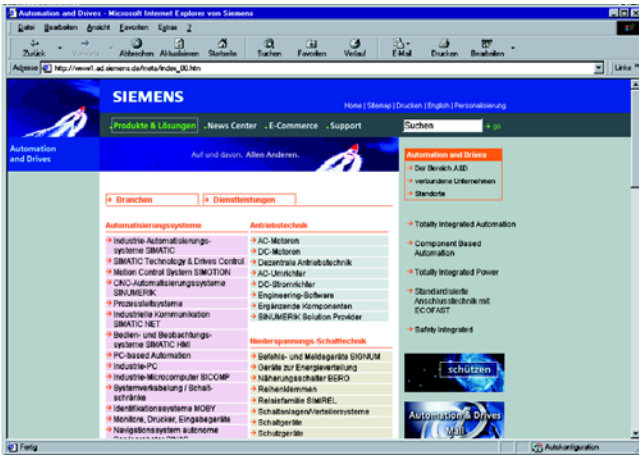 Automation and Drives - Microsoft Internet Explorer von Siemens
Datei Bearbeiten Ansicht Favoriten Extras ?
Zurück Vorwärts Abbrechen Aktualisieren Startseite Suchen Favoriten Verlauf E-Mail Drucken Bearbeiten
Adresse http://www1.ad.siemens.de/meta/index_00.htm Links »
SIEMENS
Home | Sitemap | Drucken | English | Personalisierung
.Produkte & Lösungen .News Center .E-Commerce .Support Suchen go
Automation
and Drives
Auf und davon. Allen Anderen.
Automation and Drives
Der Bereich A&D
verbundene Unternehmen
Standorte
Branchen
Dienstleistungen
Automatisierungssysteme
Industrie-Automatisierungs-
systeme SIMATIC
SIMATIC Technology & Drives Control
Motion Control System SIMOTION
CNC-Automatisierungssysteme
SINUMERIK
Prozessleitsysteme
Industrielle Kommunikation
SIMATIC NET
Bedien- und Beobachtungs-
systeme SIMATIC HMI
PC-based Automation
Industrie-PC
Industrie-Microcomputer SICOMP
Systemverkabelung / Schalt-
schränke
Identifikationssysteme MOBY
Monitore, Drucker, Eingabegeräte
Navigationssystem autonome
Antriebstechnik
AC-Motoren
DC-Motoren
Dezentrale Antriebstechnik
AC-Umrichter
DC-Stromrichter
Engineering-Software
Ergänzende Komponenten
SINUMERIK Solution Provider
Niederspannungs-Schalttechnik
Befehls- und Meldegeräte SIGNUM
Geräte zur Energieverteilung
Näherungsschalter BERO
Reihenklemmen
Relaisfamilie SIMIREL
Schaltanlagen/Verteilersysteme
Schaltgeräte
Schutzgeräte
Totally Integrated Automation
Component Based
Automation
Totally Integrated Power
Standardisierte
Anschlusstechnik mit
ECOFAST
Safety Integrated
schützen
Automation & Drives
Mall
Fertig
Autokonfiguration